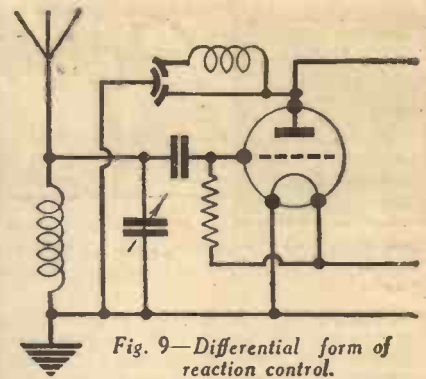 Fig. 9—Differential form of
reaction control.